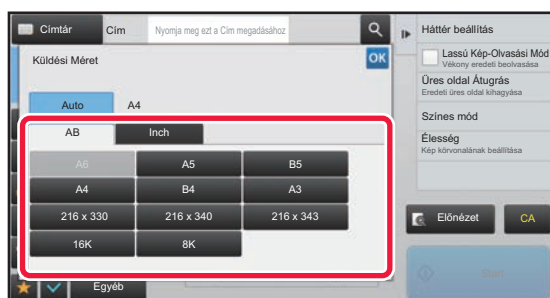 Címtár
Cím
Nyomja meg ezt a Cím megadásához
Küldési Méret
OK
Auto
A4
AB
Inch
A6
A5
B5
A4
B4
A3
216 x 330
216 x 340
216 x 343
16K
8K
Egyéb
Háttér beállítás
Lassú Kép-Olvasási Mód
Vékony eredeti beolvasása
Üres oldal Átugrás
Eredeti üres oldal kihagyása
Színes mód
Élesség
Kép körvonalának beállítása
Előnézet
CA
Start